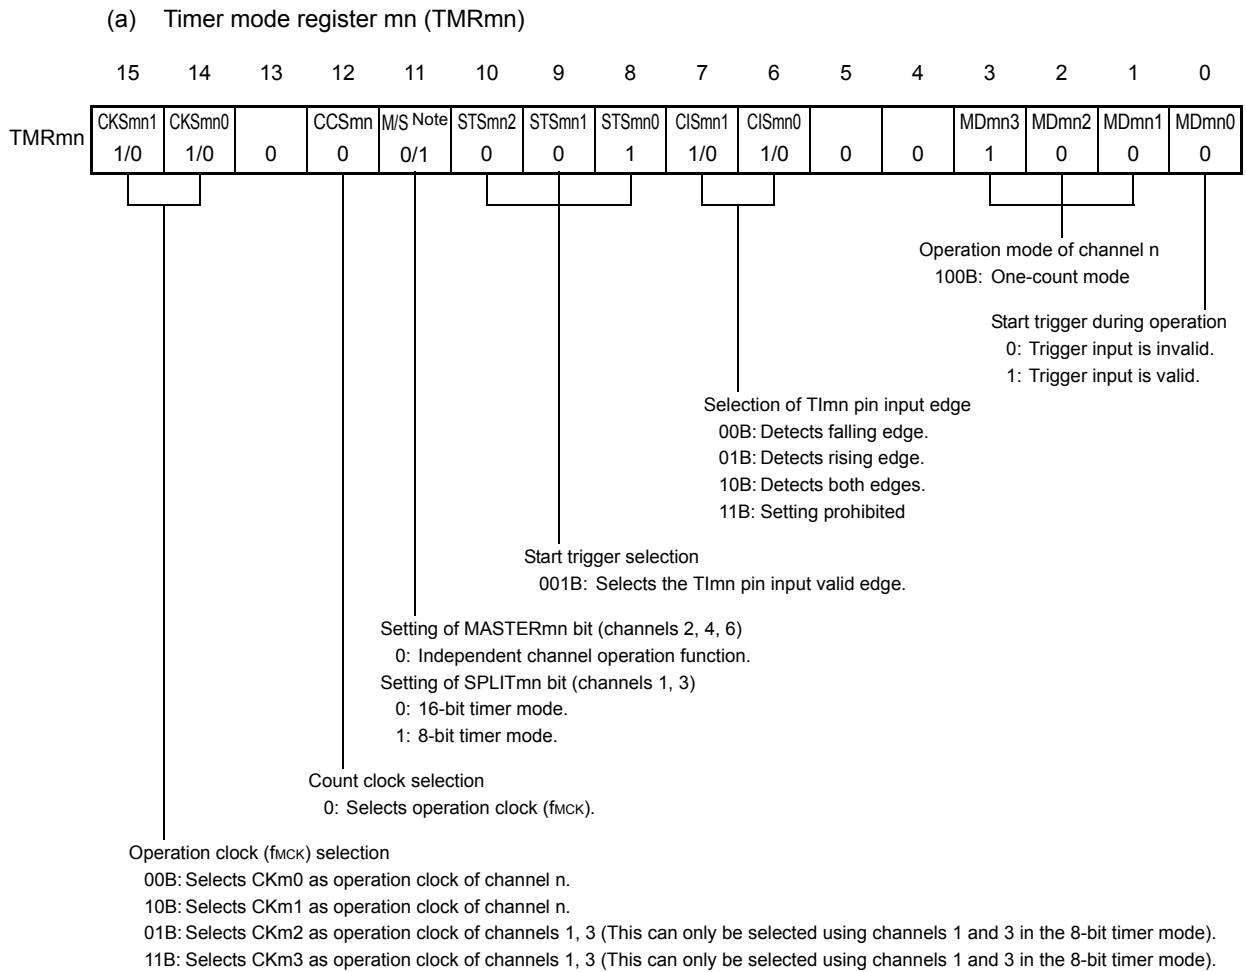 (a) Timer mode register mn (TMRmn)
15 14 13 12 11 10 9 8 7 6 5 4 3 2 1 0
TMRmn CKSmn1 CKSmn0 CCSmn M/S Note STSmn2 STSmn1 STSmn0 CISmn1 CISmn0 MDmn3 MDmn2 MDmn1 MDmn0
1/0 1/0 0 0 0/1 0 0 1 1/0 1/0 0 0 1 0 0 0
Operation mode of channel n
100B: One-count mode
Start trigger during operation
0: Trigger input is invalid.
1: Trigger input is valid.
Selection of TImn pin input edge
00B: Detects falling edge.
01B: Detects rising edge.
10B: Detects both edges.
11B: Setting prohibited
Start trigger selection
001B: Selects the TImn pin input valid edge.
Setting of MASTERmn bit (channels 2, 4, 6)
0: Independent channel operation function.
Setting of SPLITmn bit (channels 1, 3)
0: 16-bit timer mode.
1: 8-bit timer mode.
Count clock selection
0: Selects operation clock (fMCK).
Operation clock (fMCK) selection
00B: Selects CKm0 as operation clock of channel n.
10B: Selects CKm1 as operation clock of channel n.
01B: Selects CKm2 as operation clock of channels 1, 3 (This can only be selected using channels 1 and 3 in the 8-bit timer mode).
11B: Selects CKm3 as operation clock of channels 1, 3 (This can only be selected using channels 1 and 3 in the 8-bit timer mode).